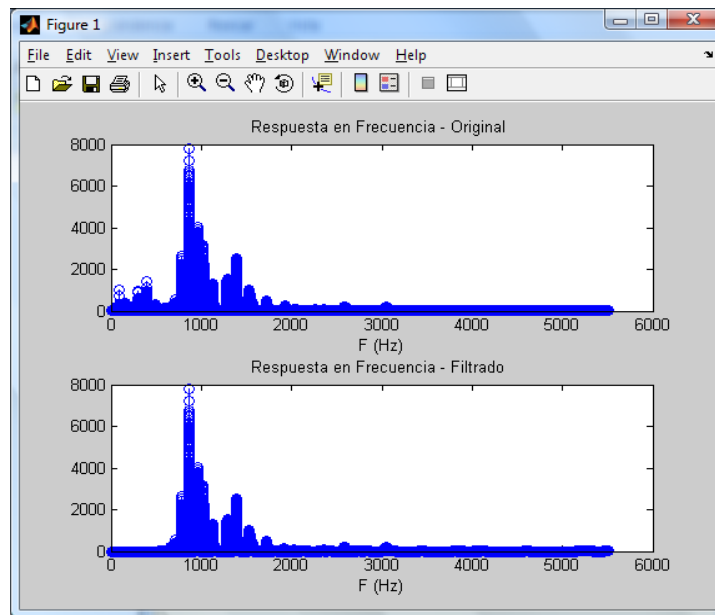 Figure 1
File Edit View Insert Tools Desktop Window Help
Respuesta en Frecuencia - Original
8000
6000
4000
2000
0
0 1000 2000 3000 4000 5000 6000
F (Hz)
Respuesta en Frecuencia - Filtrado
8000
6000
4000
2000
0
0 1000 2000 3000 4000 5000 6000
F (Hz)